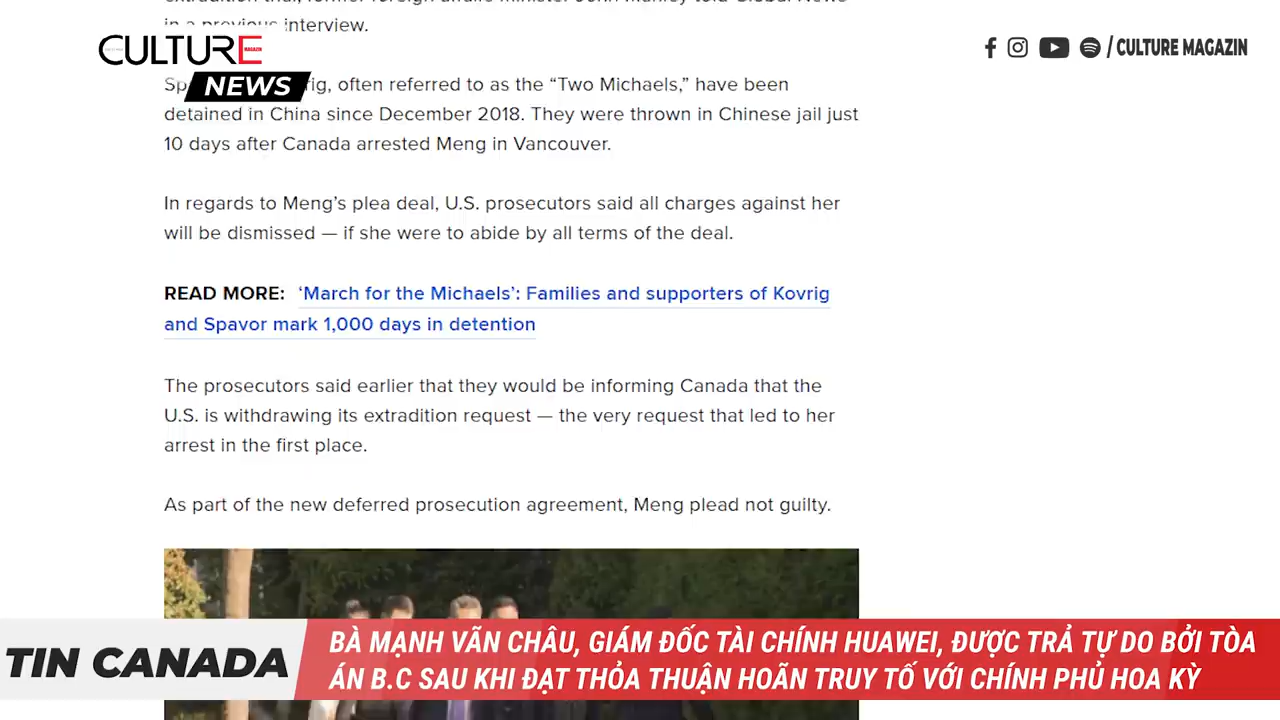 in a previous interview.
CULTURE
MAGAZIN
NEWS
/ CULTURE MAGAZIN
rig, often referred to as the “Two Michaels,” have been
detained in China since December 2018. They were thrown in Chinese jail just
10 days after Canada arrested Meng in Vancouver.
In regards to Meng’s plea deal, U.S. prosecutors said all charges against her
will be dismissed — if she were to abide by all terms of the deal.
READ MORE: ‘March for the Michaels’: Families and supporters of Kovrig
and Spavor mark 1,000 days in detention
The prosecutors said earlier that they would be informing Canada that the
U.S. is withdrawing its extradition request — the very request that led to her
arrest in the first place.
As part of the new deferred prosecution agreement, Meng plead not guilty.
TIN CANADA
BÀ MẠNH VÃN CHÂU, GIÁM ĐỐC TÀI CHÍNH HUAWEI, ĐƯỢC TRẢ TỰ DO BỞI TÒA
ÁN B.C SAU KHI ĐẠT THỎA THUẬN HOÃN TRUY TỐ VỚI CHÍNH PHỦ HOA KỲ